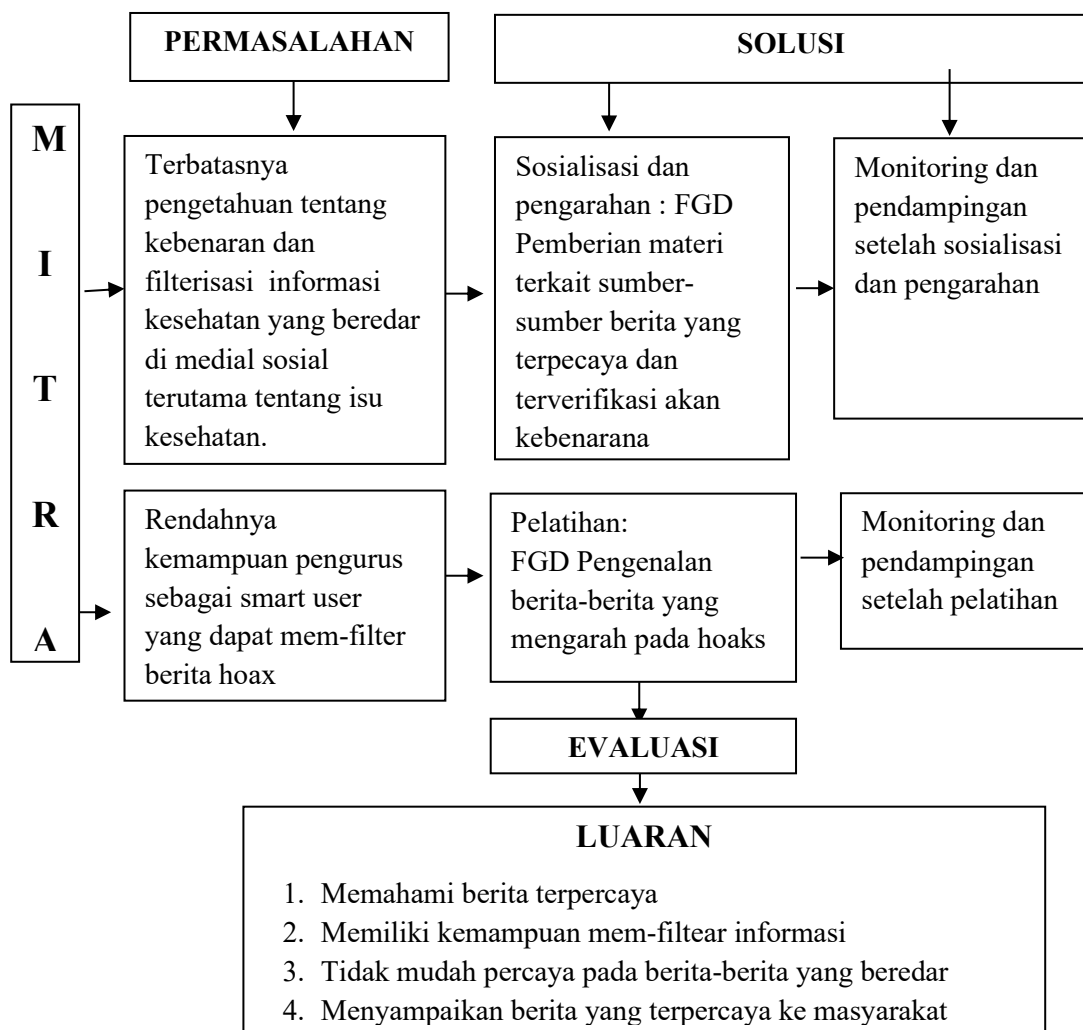 PERMASALAHAN
SOLUSI
M
I
T
R
A
Terbatasnya
pengetahuan tentang
kebenaran dan
filterisasi informasi
kesehatan yang beredar
di medial sosial
terutama tentang isu
kesehatan.
Sosialisasi dan
pengarahan : FGD
Pemberian materi
terkait sumber-
sumber berita yang
terpecaya dan
terverifikasi akan
kebenarana
Monitoring dan
pendampingan
setelah sosialisasi
dan pengarahan
Rendahnya
kemampuan pengurus
sebagai smart user
yang dapat mem-filter
berita hoax
Pelatihan:
FGD Pengenalan
berita-berita yang
mengarah pada hoaks
Monitoring dan
pendampingan
setelah pelatihan
EVALUASI
LUARAN
1. Memahami berita terpercaya
2. Memiliki kemampuan mem-filtear informasi
3. Tidak mudah percaya pada berita-berita yang beredar
4. Menyampaikan berita yang terpercaya ke masyarakat